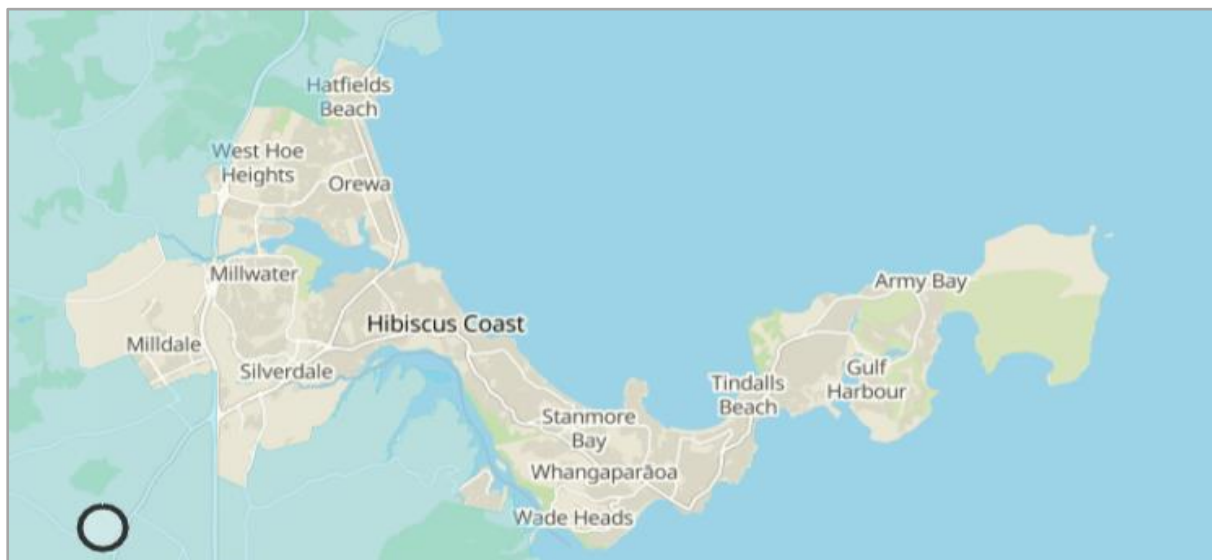 Hatfields
Beach
West Hoe
Heights
Orewa
Millwater
Army Bay
Hibiscus Coast
Milldale
Silverdale
Gulf
Harbour
Tindalls
Beach
Stanmore
Bay
Whangaparāoa
Wade Heads